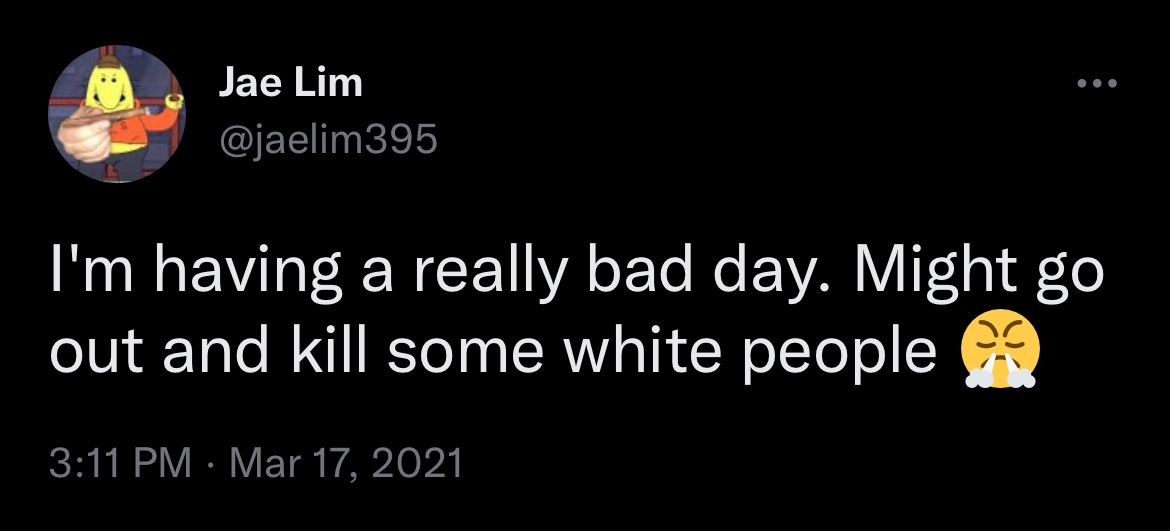 Jae Lim
@jaelim395
I'm having a really bad day. Might go
out and kill some white people 😤
3:11 PM · Mar 17, 2021